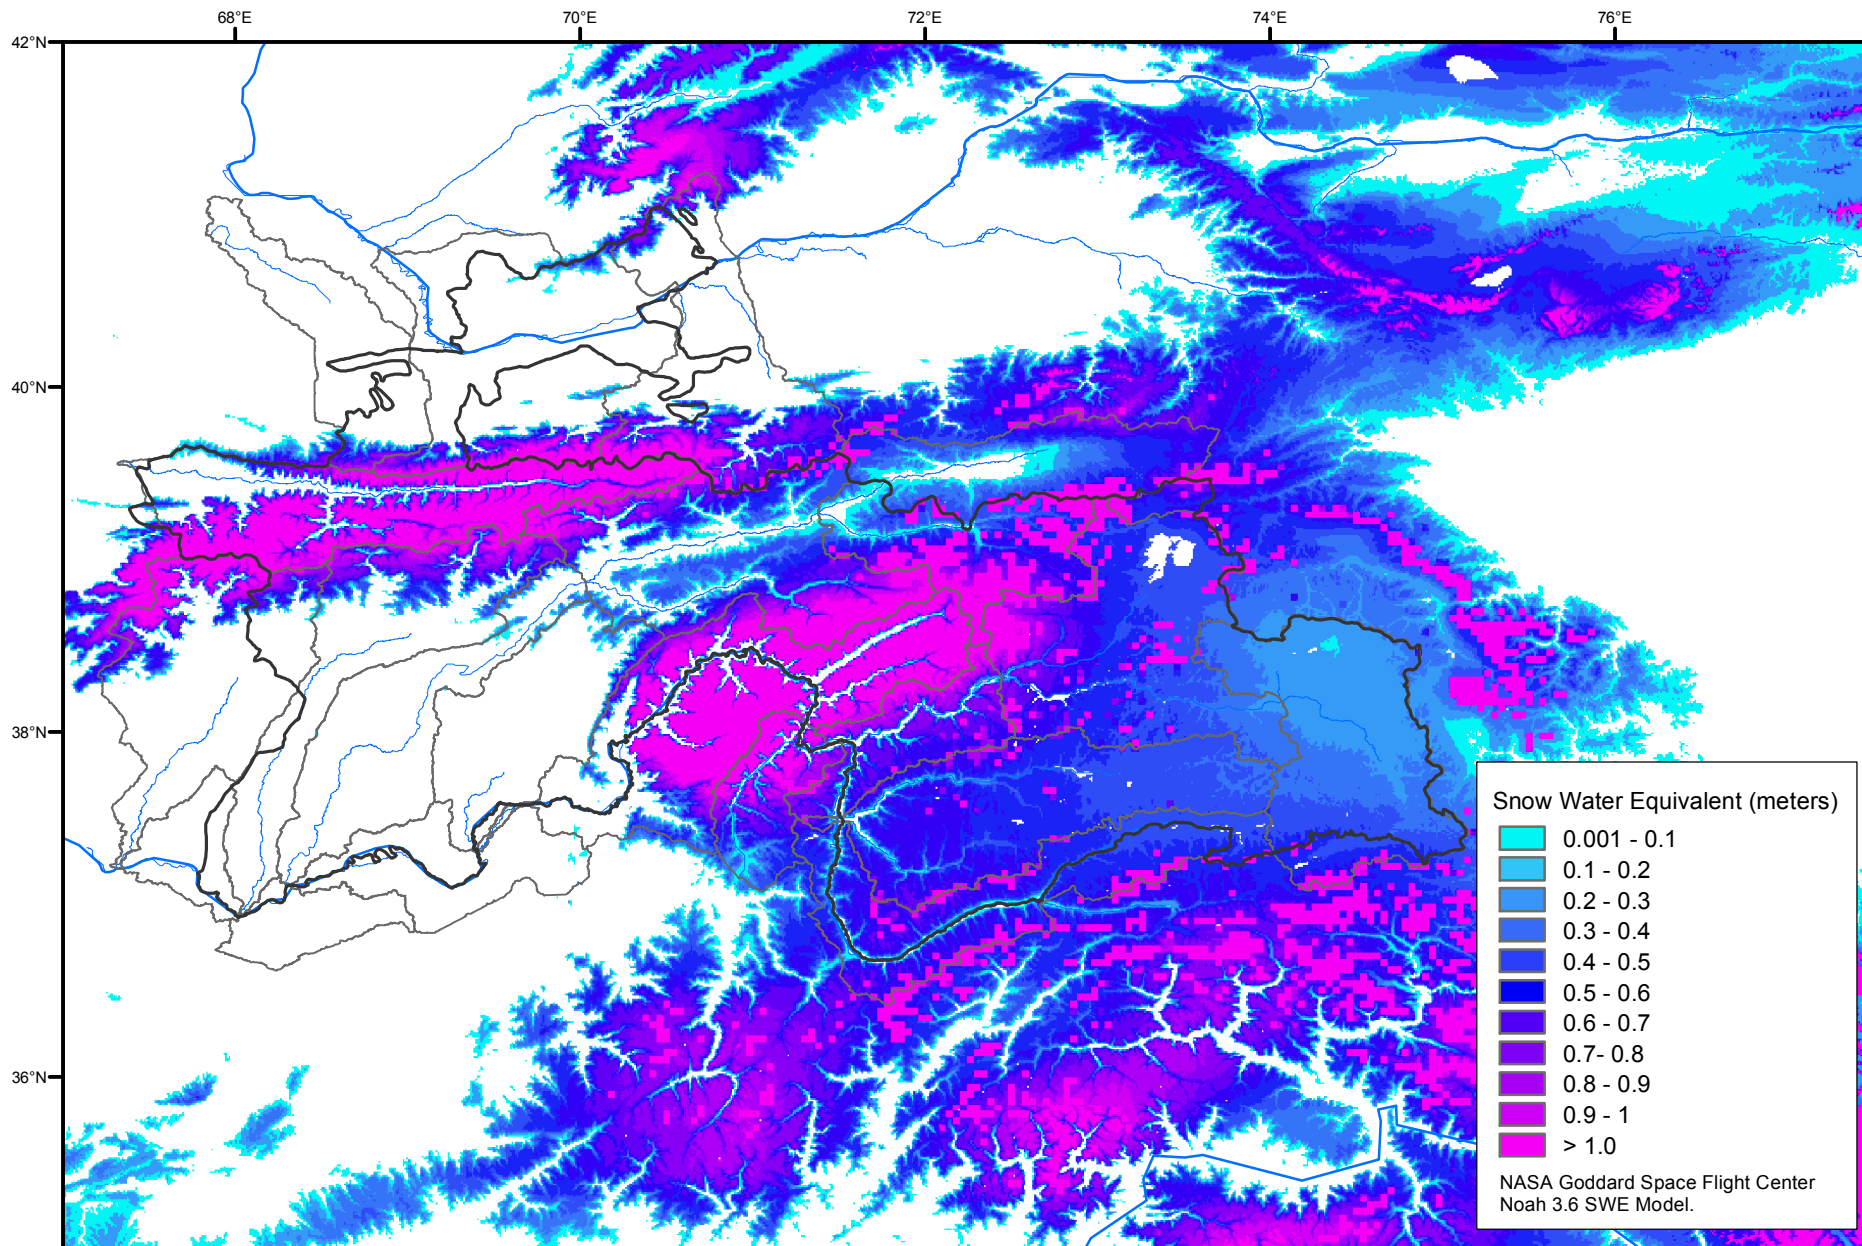 68°E
70°E
72°E
74°E
76°E
42°N
40°N
38°N
36°N
Snow Water Equivalent (meters)
0.001 - 0.1
0.1 - 0.2
0.2 - 0.3
0.3 - 0.4
0.4 - 0.5
0.5 - 0.6
0.6 - 0.7
0.7- 0.8
0.8 - 0.9
0.9 - 1
> 1.0
NASA Goddard Space Flight Center
Noah 3.6 SWE Model.